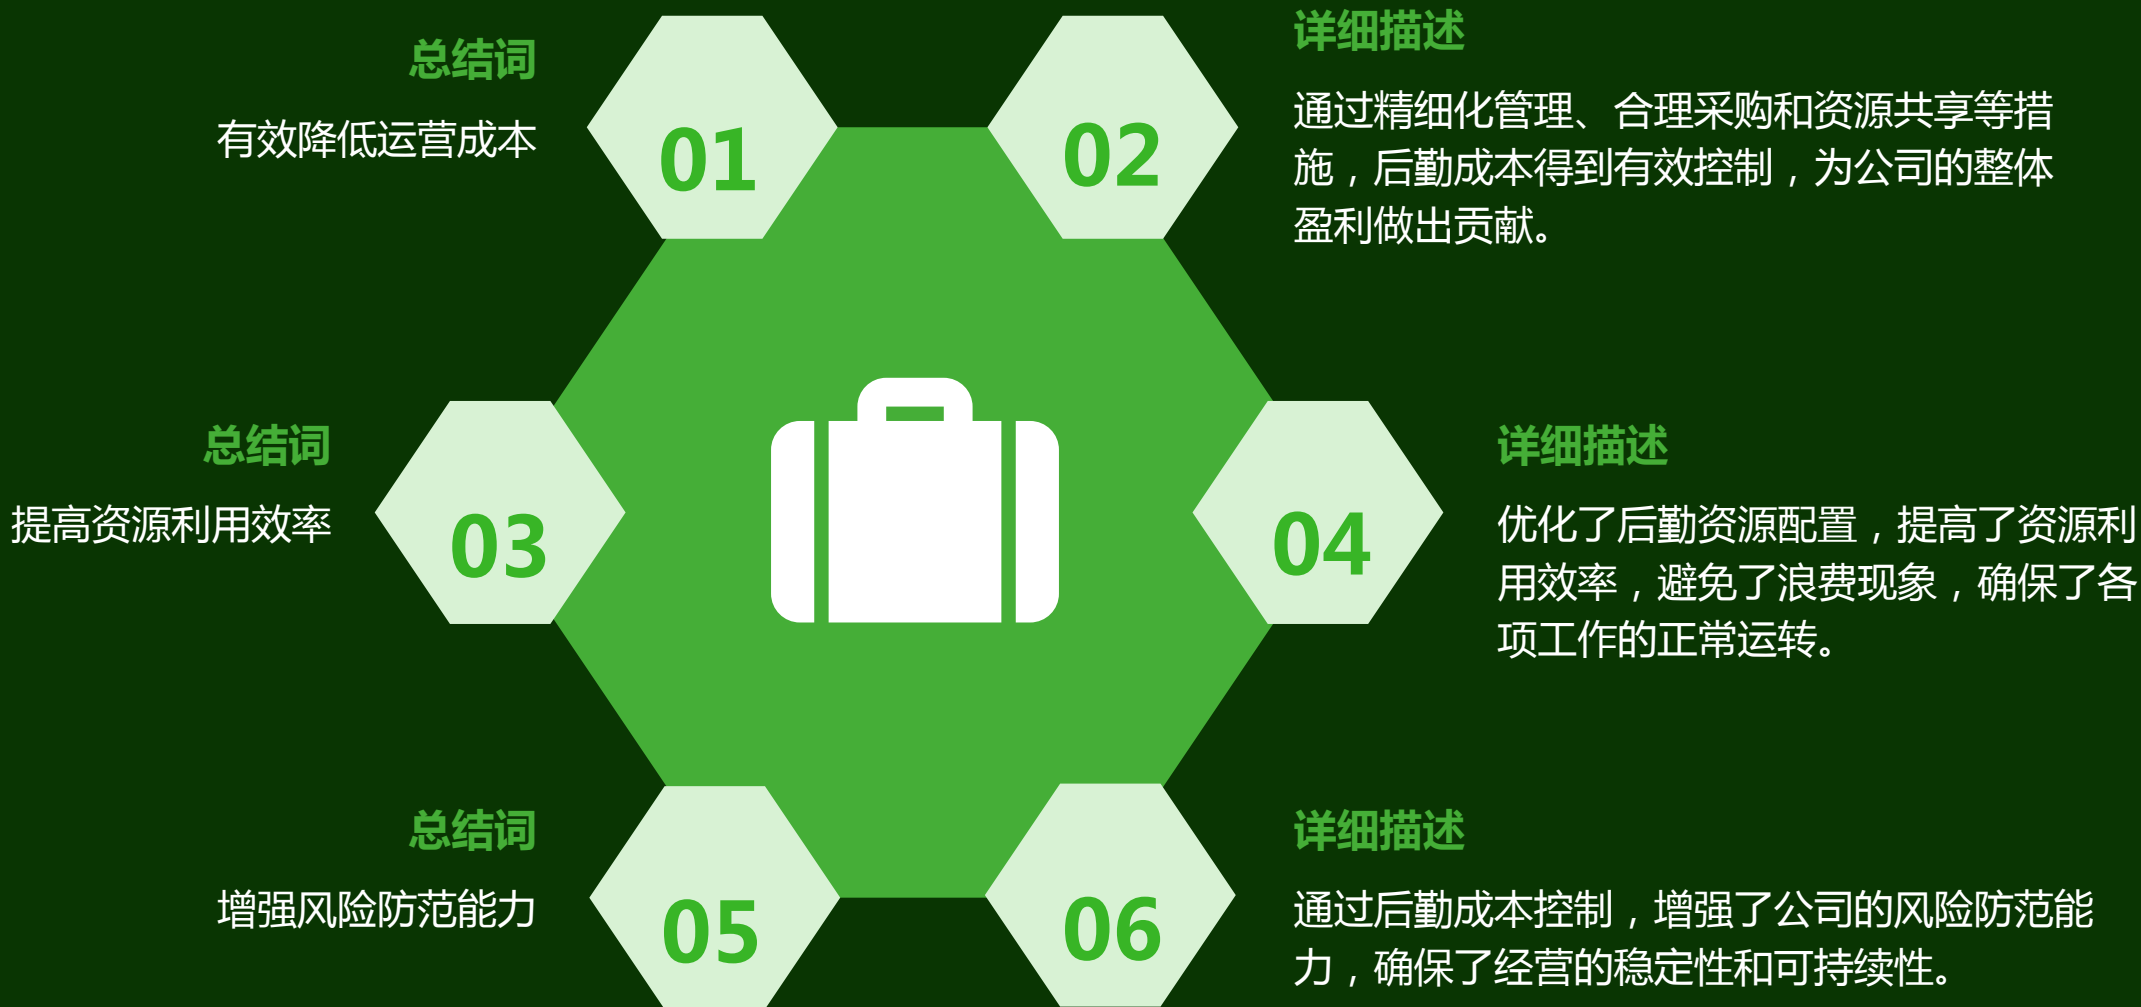 总结词
有效降低运营成本
01
02
详细描述
通过精细化管理、合理采购和资源共享等措
施，后勤成本得到有效控制，为公司的整体
盈利做出贡献。
总结词
提高资源利用效率
03
04
详细描述
优化了后勤资源配置，提高了资源利
用效率，避免了浪费现象，确保了各
项工作的正常运转。
总结词
增强风险防范能力
05
06
详细描述
通过后勤成本控制，增强了公司的风险防范能
力，确保了经营的稳定性和可持续性。